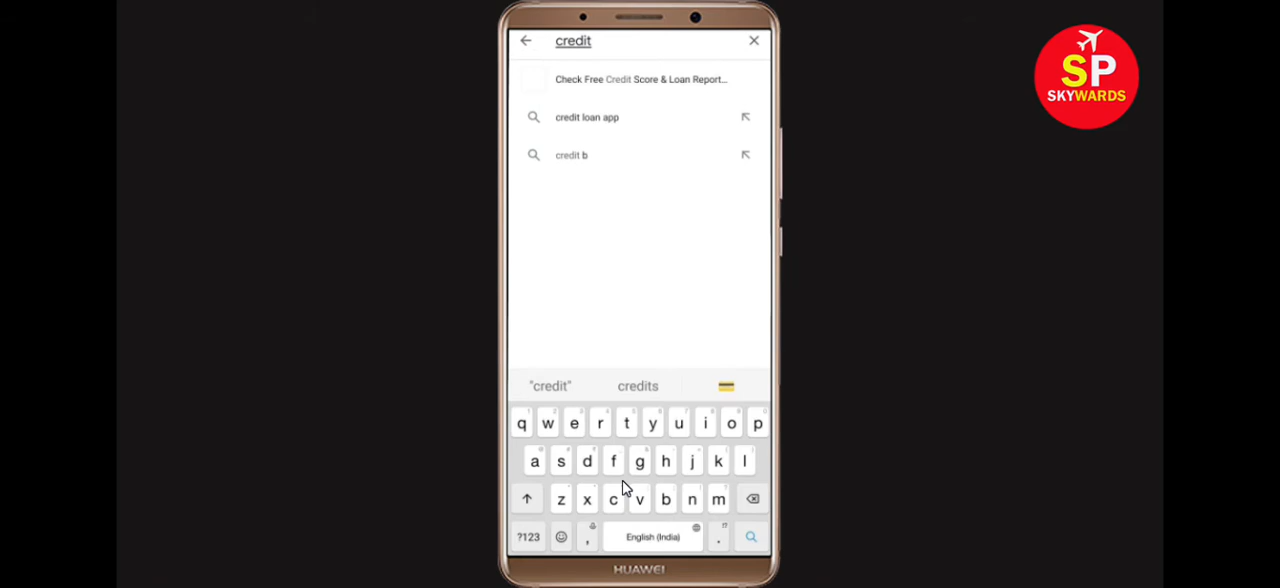 credit
Check Free Credit Score & Loan Report...
credit loan app
credit b
"credit" credits
q w e r t y u i o p
a s d f g h j k l
z x c v b n m
?123 , English (India) .
HUAWEI
SP
SKYWARDS